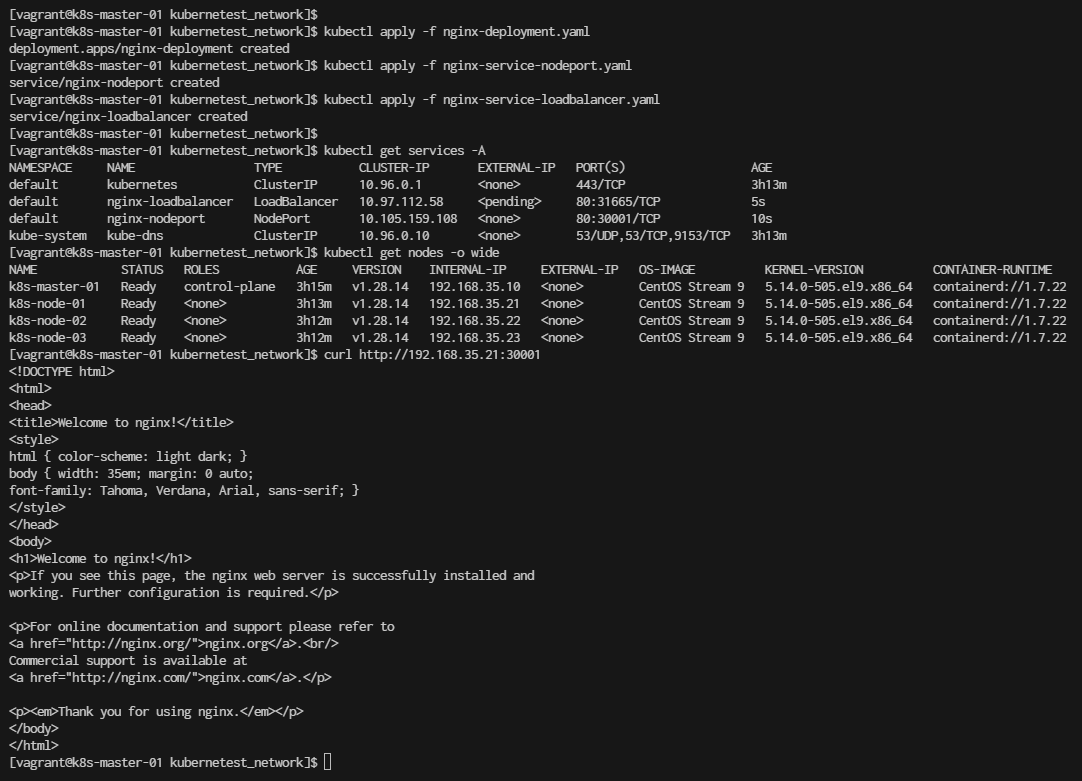 [vagrant@k8s-master-01 kubernetest_network]$
[vagrant@k8s-master-01 kubernetest_network]$ kubectl apply -f nginx-deployment.yaml
deployment.apps/nginx-deployment created
[vagrant@k8s-master-01 kubernetest_network]$ kubectl apply -f nginx-service-nodeport.yaml
service/nginx-nodeport created
[vagrant@k8s-master-01 kubernetest_network]$ kubectl apply -f nginx-service-loadbalancer.yaml
service/nginx-loadbalancer created
[vagrant@k8s-master-01 kubernetest_network]$
[vagrant@k8s-master-01 kubernetest_network]$ kubectl get services -A
NAMESPACE     NAME                 TYPE           CLUSTER-IP       EXTERNAL-IP   PORT(S)                  AGE
default       kubernetes           ClusterIP      10.96.0.1        <none>        443/TCP                  3h13m
default       nginx-loadbalancer   LoadBalancer   10.97.112.58     <pending>     80:31665/TCP             5s
default       nginx-nodeport       NodePort       10.105.159.108   <none>        80:30001/TCP             10s
kube-system   kube-dns             ClusterIP      10.96.0.10       <none>        53/UDP,53/TCP,9153/TCP   3h13m
[vagrant@k8s-master-01 kubernetest_network]$ kubectl get nodes -o wide
NAME            STATUS   ROLES           AGE     VERSION    INTERNAL-IP     EXTERNAL-IP   OS-IMAGE          KERNEL-VERSION          CONTAINER-RUNTIME
k8s-master-01   Ready    control-plane   3h15m   v1.28.14   192.168.35.10   <none>        CentOS Stream 9   5.14.0-505.el9.x86_64   containerd://1.7.22
k8s-node-01     Ready    <none>          3h13m   v1.28.14   192.168.35.21   <none>        CentOS Stream 9   5.14.0-505.el9.x86_64   containerd://1.7.22
k8s-node-02     Ready    <none>          3h12m   v1.28.14   192.168.35.22   <none>        CentOS Stream 9   5.14.0-505.el9.x86_64   containerd://1.7.22
k8s-node-03     Ready    <none>          3h12m   v1.28.14   192.168.35.23   <none>        CentOS Stream 9   5.14.0-505.el9.x86_64   containerd://1.7.22
[vagrant@k8s-master-01 kubernetest_network]$ curl http://192.168.35.21:30001
<!DOCTYPE html>
<html>
<head>
<title>Welcome to nginx!</title>
<style>
html { color-scheme: light dark; }
body { width: 35em; margin: 0 auto;
font-family: Tahoma, Verdana, Arial, sans-serif; }
</style>
</head>
<body>
<h1>Welcome to nginx!</h1>
<p>If you see this page, the nginx web server is successfully installed and
working. Further configuration is required.</p>

<p>For online documentation and support please refer to
<a href="http://nginx.org/">nginx.org</a>.<br/>
Commercial support is available at
<a href="http://nginx.com/">nginx.com</a>.</p>

<p><em>Thank you for using nginx.</em></p>
</body>
</html>
[vagrant@k8s-master-01 kubernetest_network]$